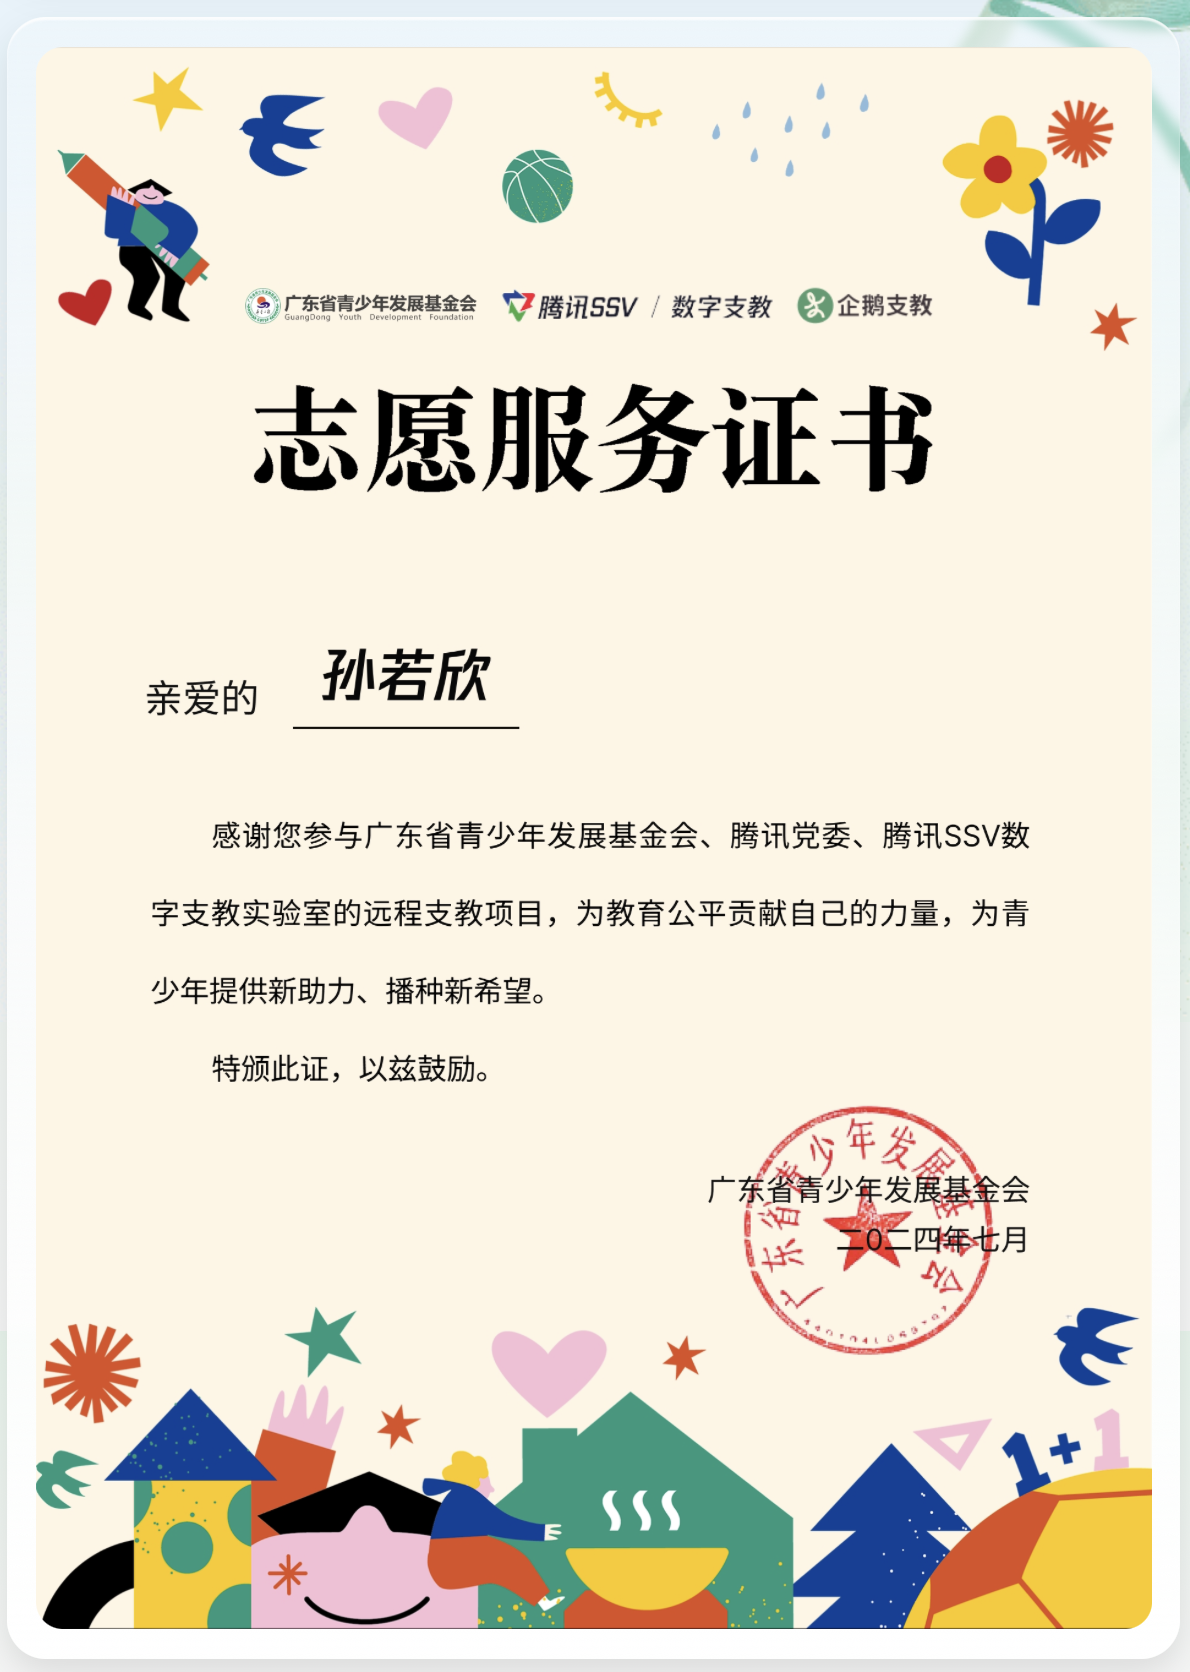 广东省青少年发展基金会
GuangDong Youth Development Foundation
腾讯SSV / 数字支教
企鹅支教
志愿服务证书
亲爱的 孙若欣
感谢您参与广东省青少年发展基金会、腾讯党委、腾讯SSV数
字支教实验室的远程支教项目，为教育公平贡献自己的力量，为青
少年提供新助力、播种新希望。
特颁此证，以兹鼓励。
广东省青少年发展基金会
广东省青少年发展基金会
二0二四年七月
1+1